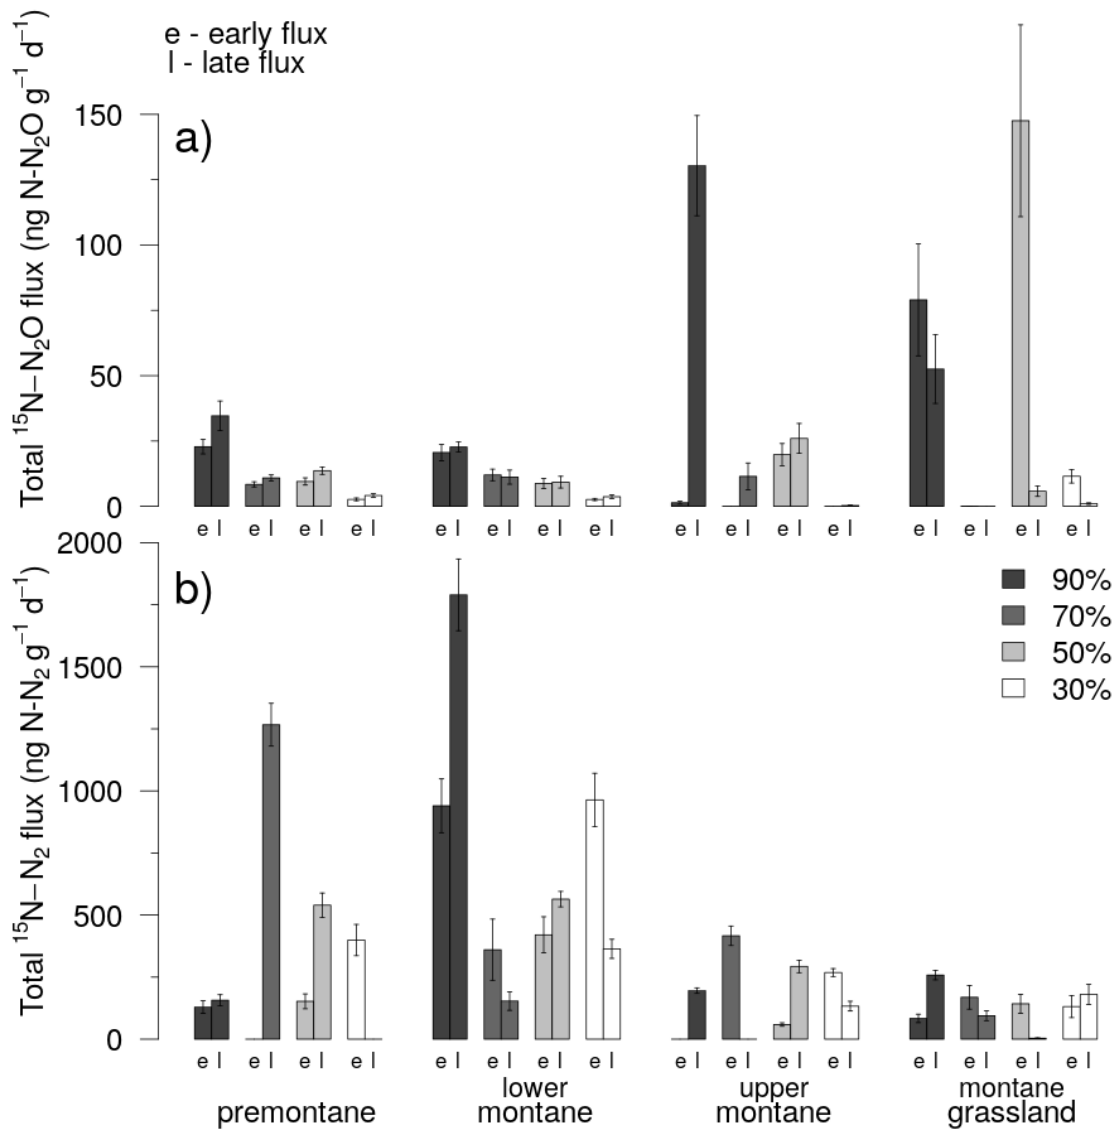 e - early flux
l - late flux
a)
Total ¹⁵N–N₂O flux (ng N-N₂O g⁻¹ d⁻¹)
150
100
50
0
e l e l e l e l e l e l e l e l e l e l e l e l e l e l e l e l
b)
Total ¹⁵N–N₂ flux (ng N-N₂ g⁻¹ d⁻¹)
2000
1500
1000
500
0
90%
70%
50%
30%
e l e l e l e l e l e l e l e l e l e l e l e l e l e l e l e l
premontane
lower
montane
upper
montane
montane
grassland